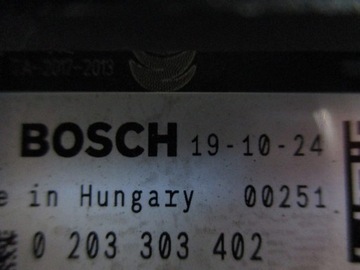 BOSCH 19-10-24
e in Hungary 00251
0 203 303 402